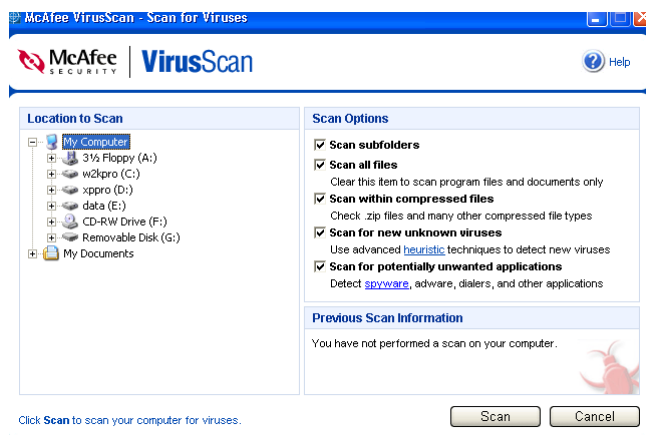 McAfee VirusScan - Scan for Viruses
McAfee
SECURITY
VirusScan
Help
Location to Scan
My Computer
3½ Floppy (A:)
w2kpro (C:)
xppro (D:)
data (E:)
CD-RW Drive (F:)
Removable Disk (G:)
My Documents
Scan Options
Scan subfolders
Scan all files
Clear this item to scan program files and documents only
Scan within compressed files
Check .zip files and many other compressed file types
Scan for new unknown viruses
Use advanced heuristic techniques to detect new viruses
Scan for potentially unwanted applications
Detect spyware, adware, dialers, and other applications
Previous Scan Information
You have not performed a scan on your computer.
Click Scan to scan your computer for viruses.
Scan
Cancel